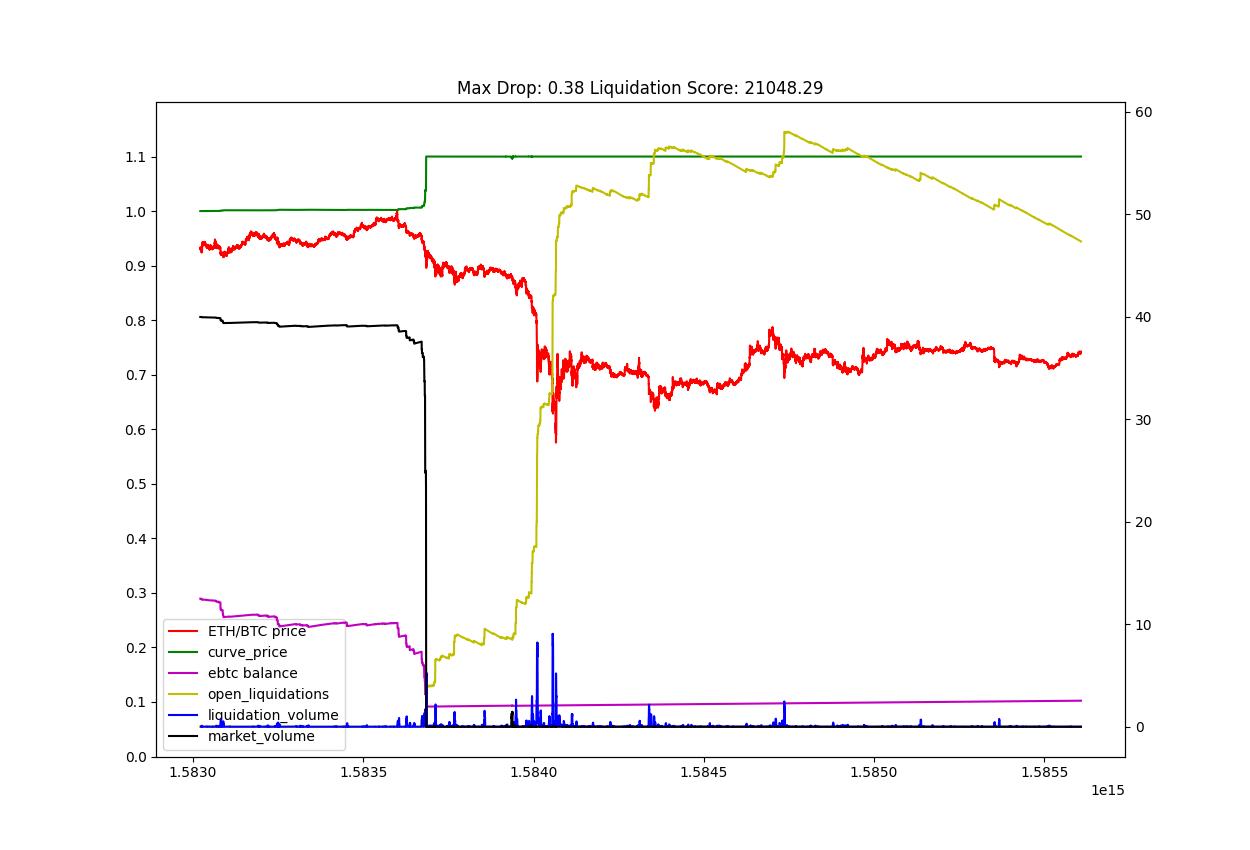 Max Drop: 0.38 Liquidation Score: 21048.29
1.1
1.0
0.9
0.8
0.7
0.6
0.5
0.4
0.3
0.2
0.1
0.0
60
50
40
30
20
10
0
ETH/BTC price
curve_price
ebtc balance
open_liquidations
liquidation_volume
market_volume
1.5830 1.5835 1.5840 1.5845 1.5850 1.5855
1e15